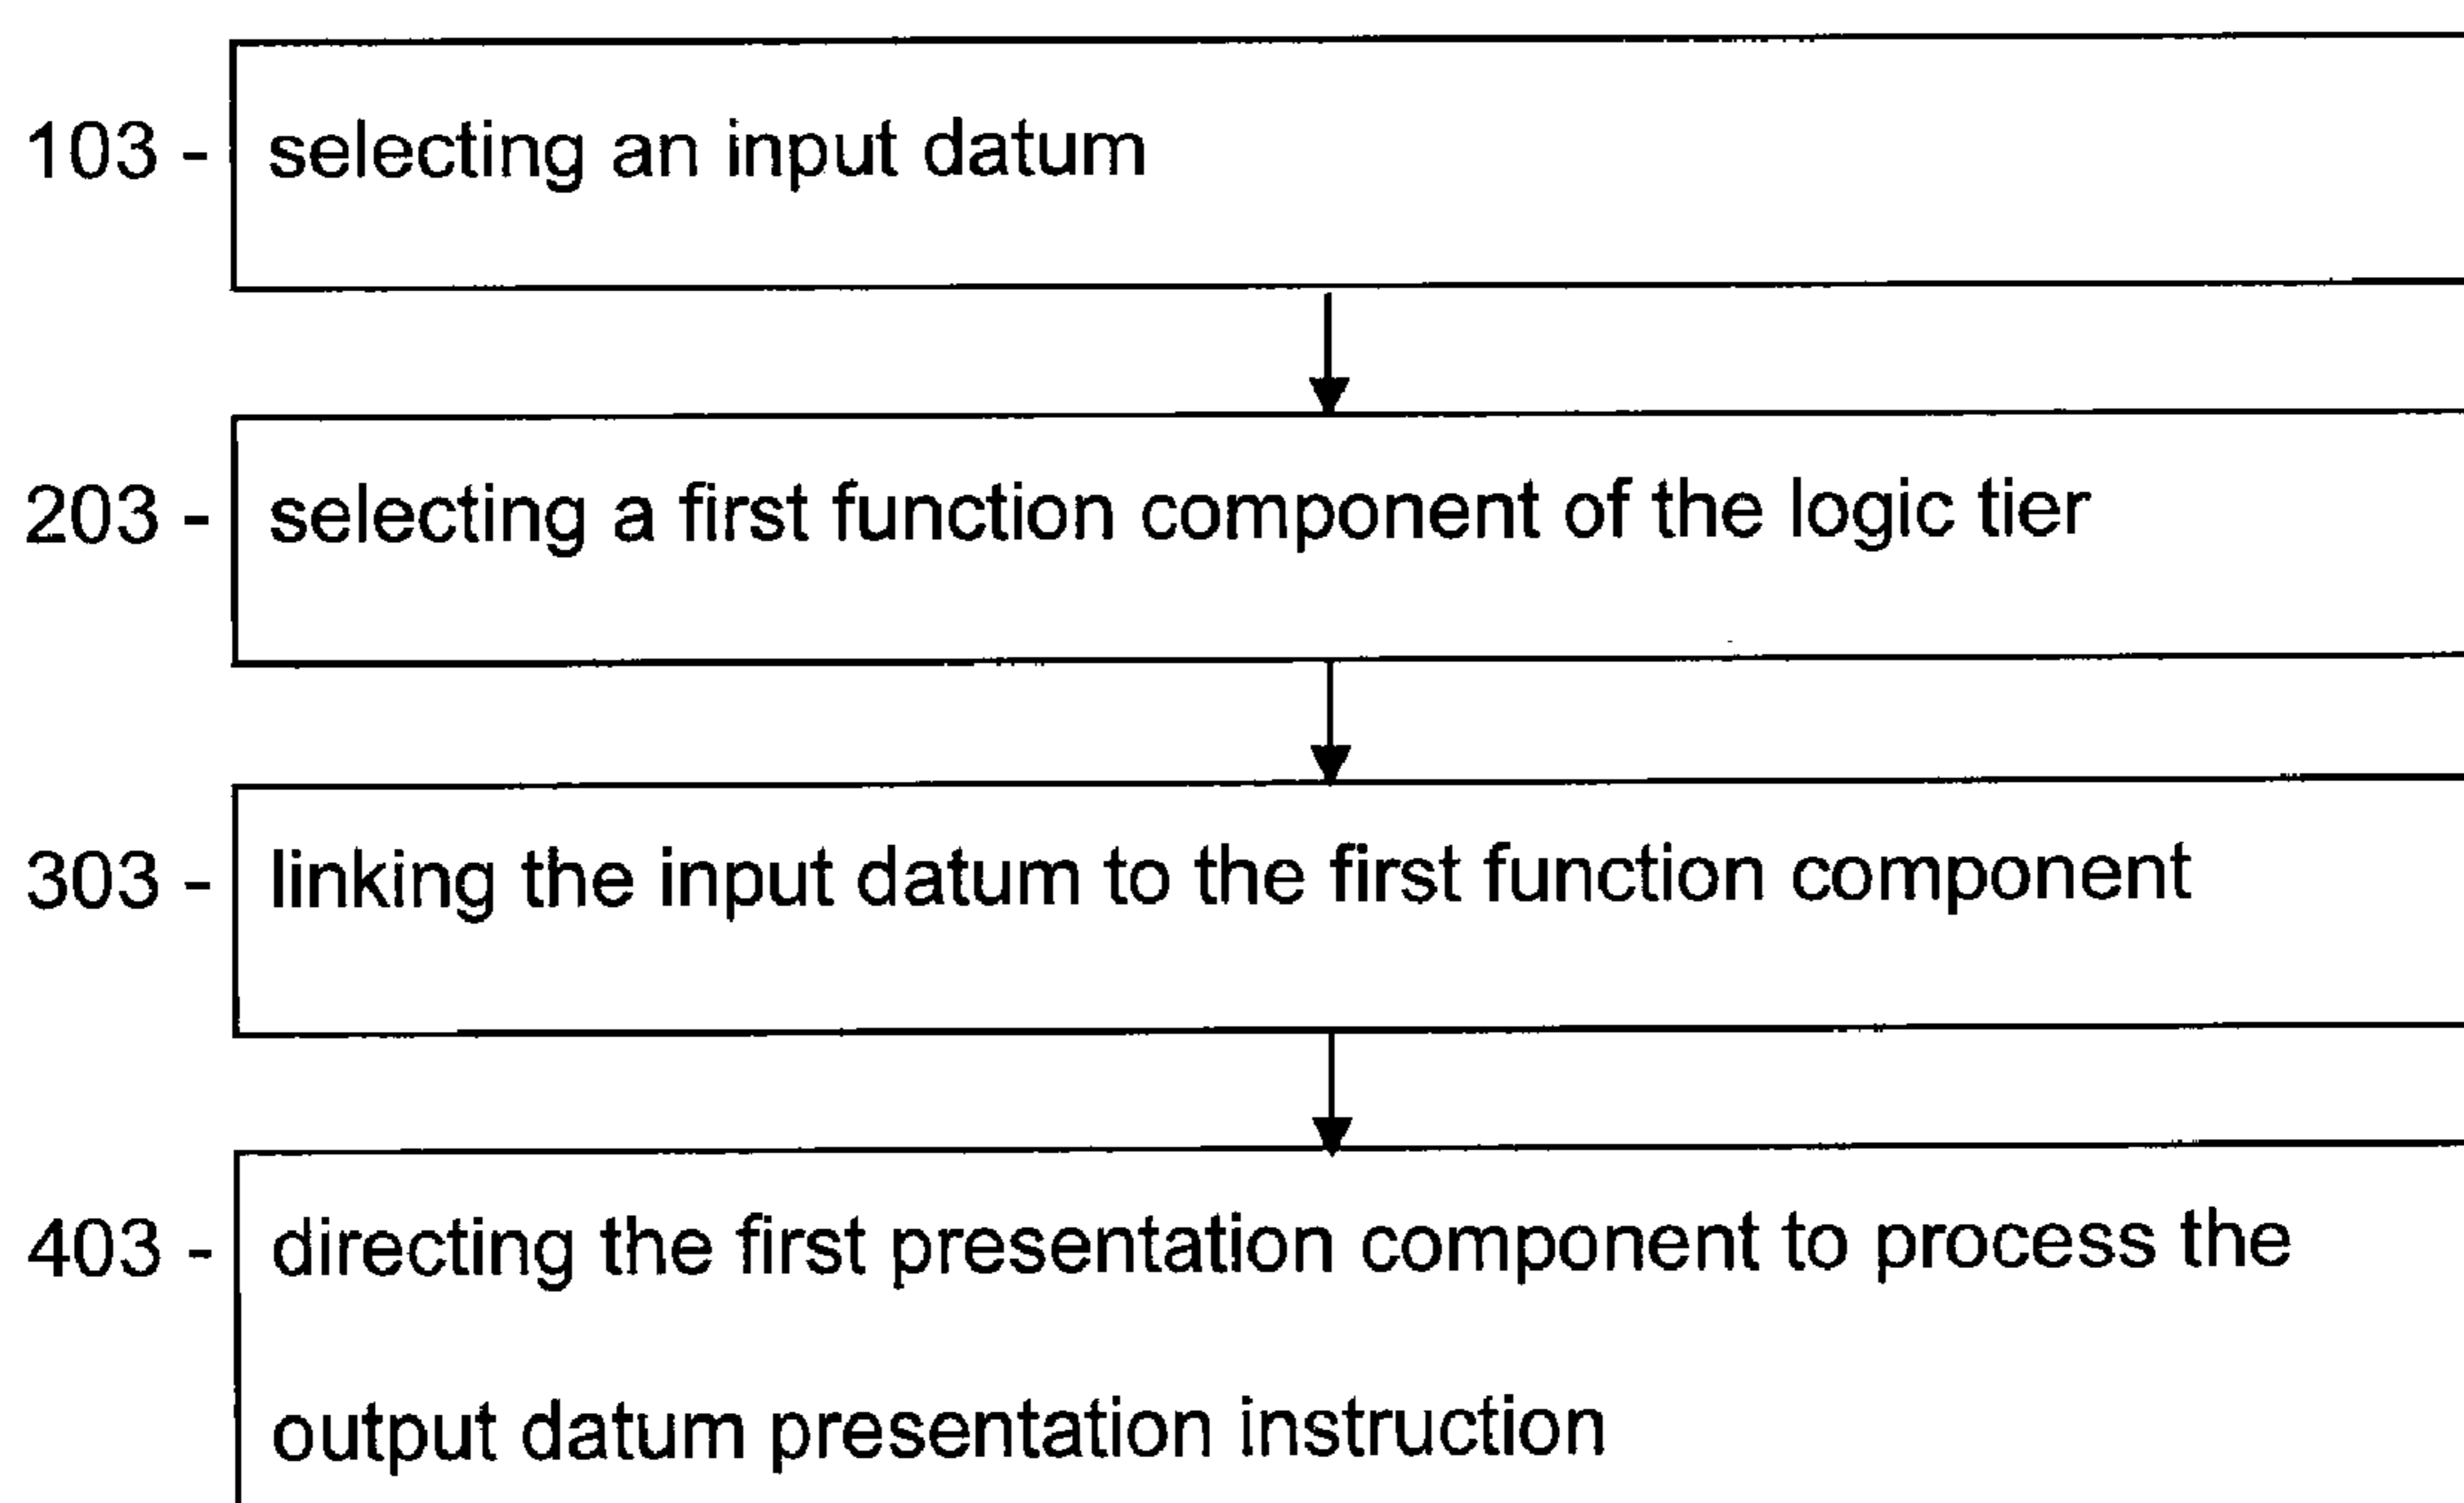 103 - selecting an input datum
203 - selecting a first function component of the logic tier
303 - linking the input datum to the first function component
403 - directing the first presentation component to process the
output datum presentation instruction